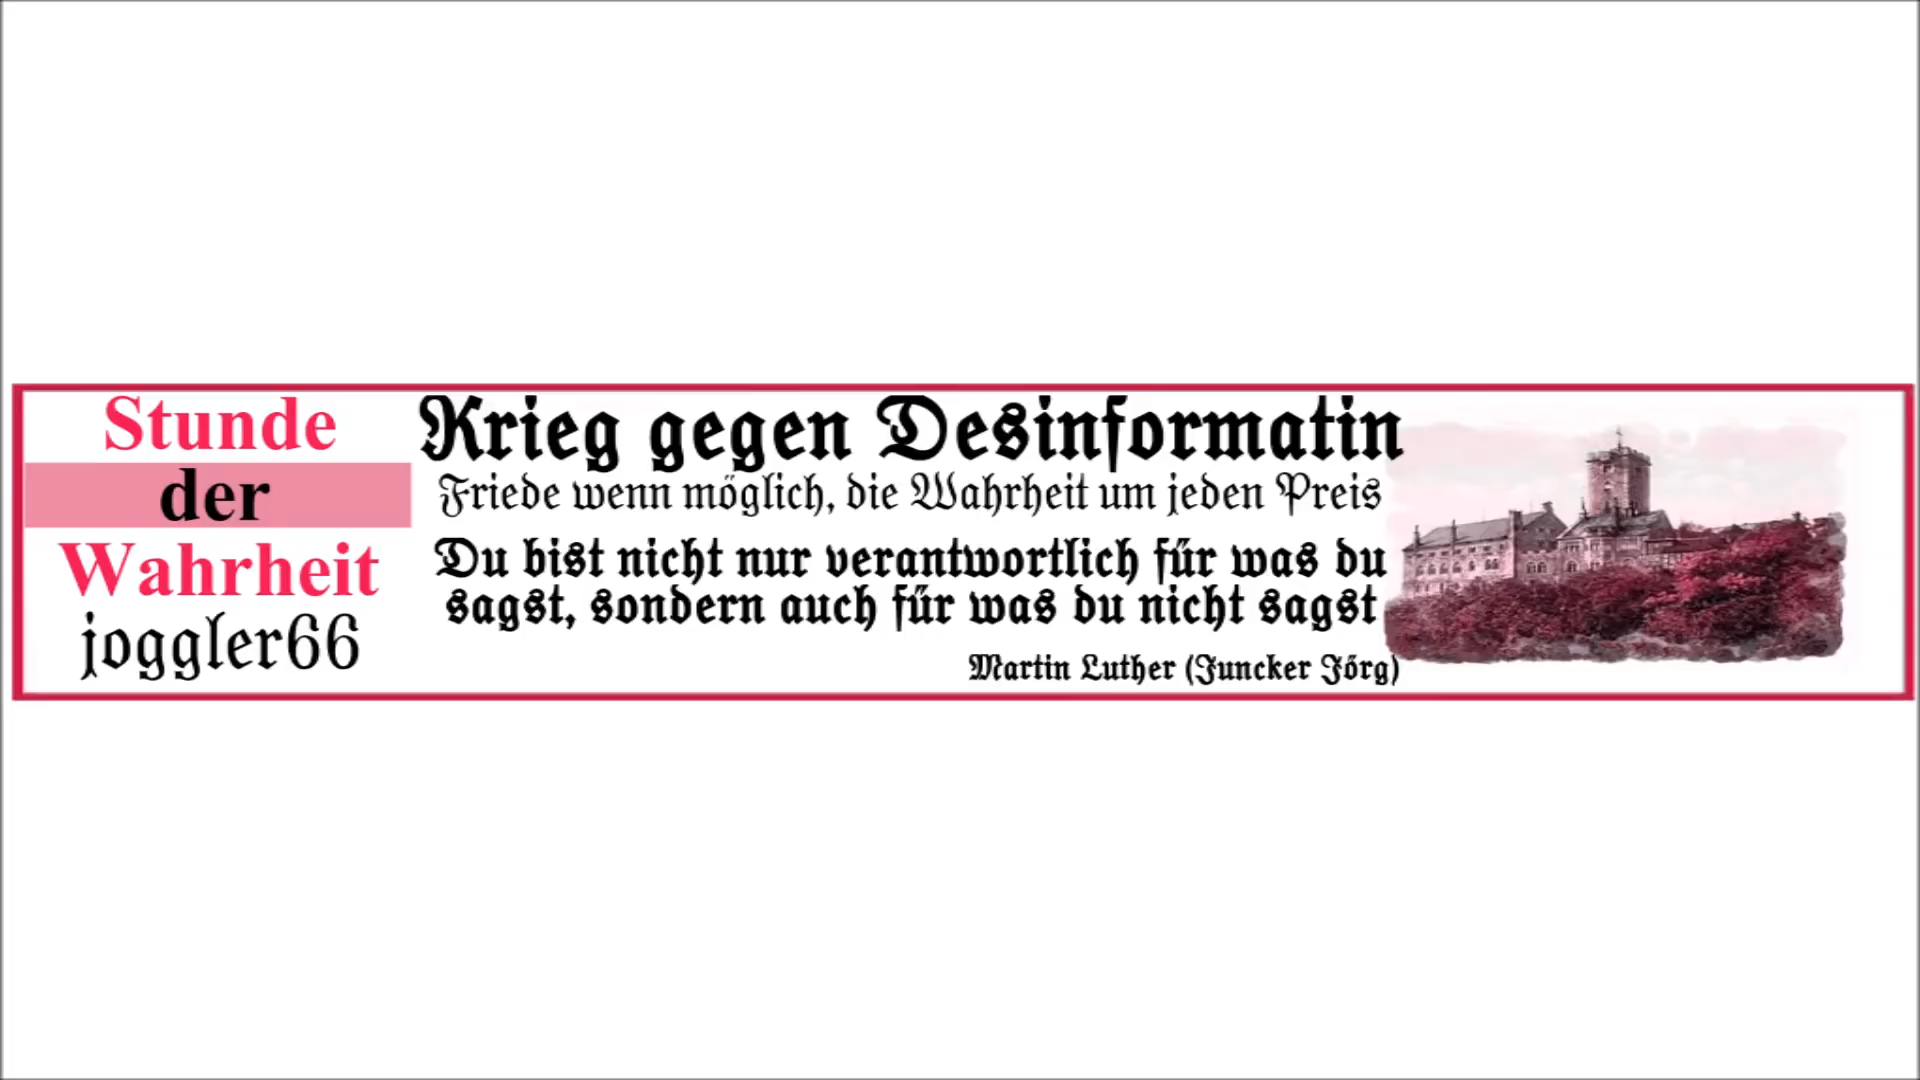 Stunde
der
Wahrheit
joggler66
Krieg gegen Desinformatin
Friede wenn möglich, die Wahrheit um jeden Preis
Du bist nicht nur verantwortlich für was du
sagst, sondern auch für was du nicht sagst
Martin Luther (Juncker Jörg)